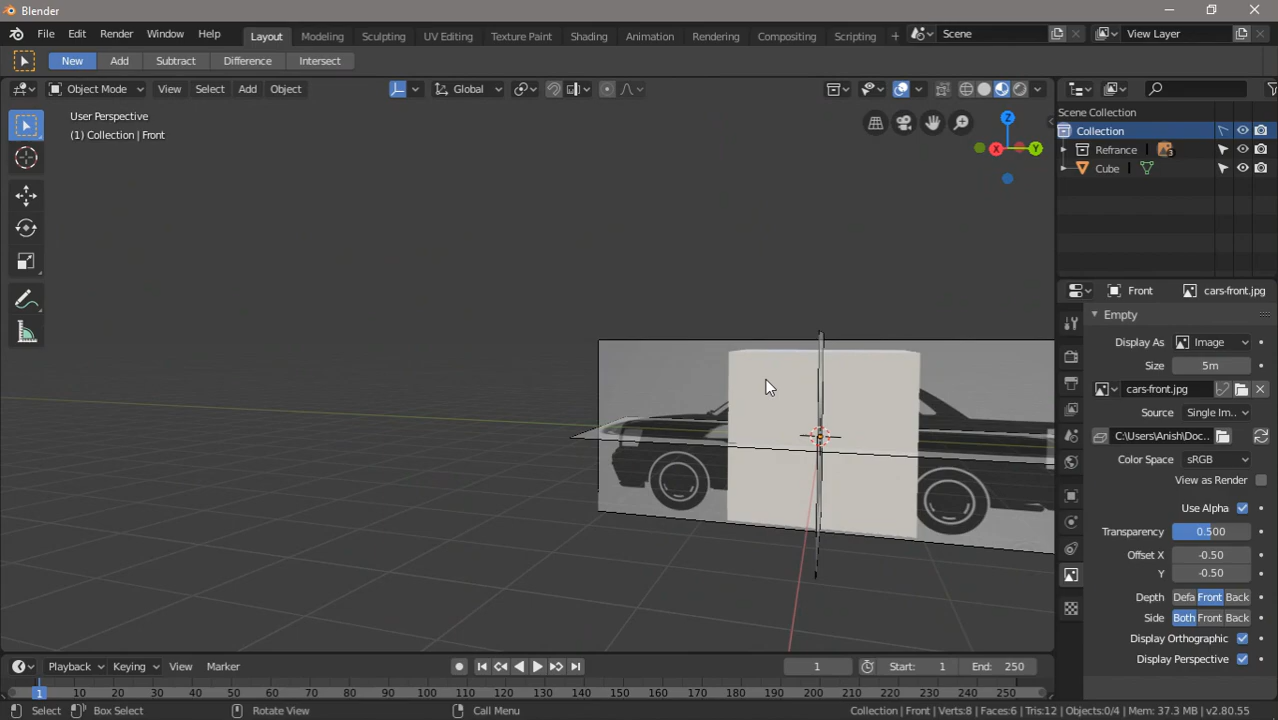 Blender
File Edit Render Window Help Layout Modeling Sculpting UV Editing Texture Paint Shading Animation Rendering Compositing Scripting + Scene View Layer
New Add Subtract Difference Intersect
Object Mode View Select Add Object Global
User Perspective
(1) Collection | Front
Z
X
Y
Scene Collection
Collection
Refrance 3
Cube
Front cars-front.jpg
Empty
Display As Image
Size 5m
cars-front.jpg
Source Single Im..
C:\Users\Anish\Doc...
Color Space sRGB
View as Render
Use Alpha
Transparency 0.500
Offset X -0.50
Y -0.50
Depth Defa Front Back
Side Both Front Back
Display Orthographic
Display Perspective
Playback Keying View Marker 1 Start: 1 End: 250
1 10 20 30 40 50 60 70 80 90 100 110 120 130 140 150 160 170 180 190 200 210 220 230 240 250
Select Box Select Rotate View Call Menu Collection | Front | Verts:8 | Faces:6 | Tris:12 | Objects:0/4 | Mem: 37.3 MB | v2.80.55